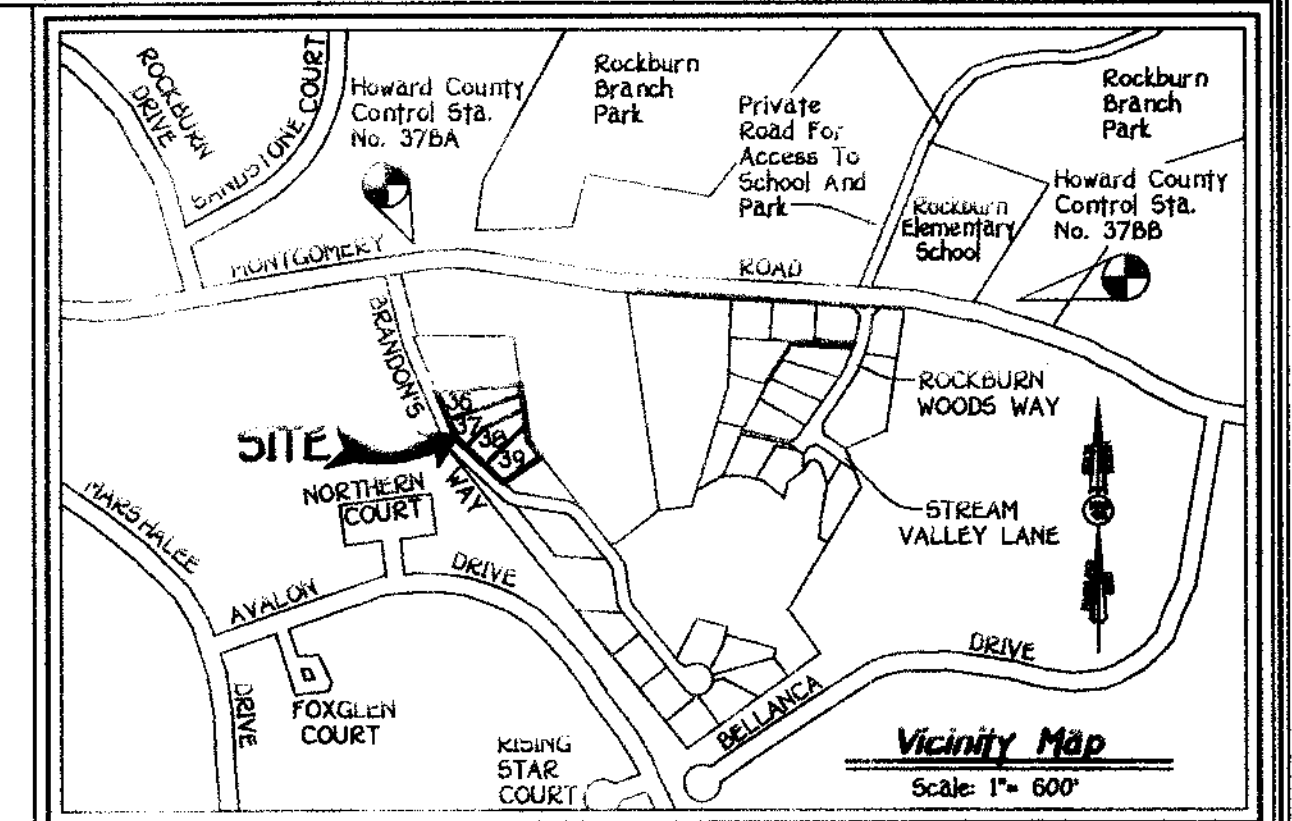 ROCKBURN
DRIVE
SANDSTONE COURT
Howard County
Control Sta.
No. 37BA
Rockburn
Branch
Park
Private
Road For
Access To
School And
Park
Rockburn
Branch
Park
Rockburn
Elementary
School
Howard County
Control Sta.
No. 37BB
MONTGOMERY
ROAD
BRANDON'S
WAY
36
37
38
39
SITE
ROCKBURN
WOODS WAY
NORTHERN
COURT
STREAM
VALLEY LANE
MARSHALEE
DRIVE
AVALON
DRIVE
FOXGLEN
COURT
RISING
STAR
COURT
BELLANCA
DRIVE
Vicinity Map
Scale: 1"= 600'